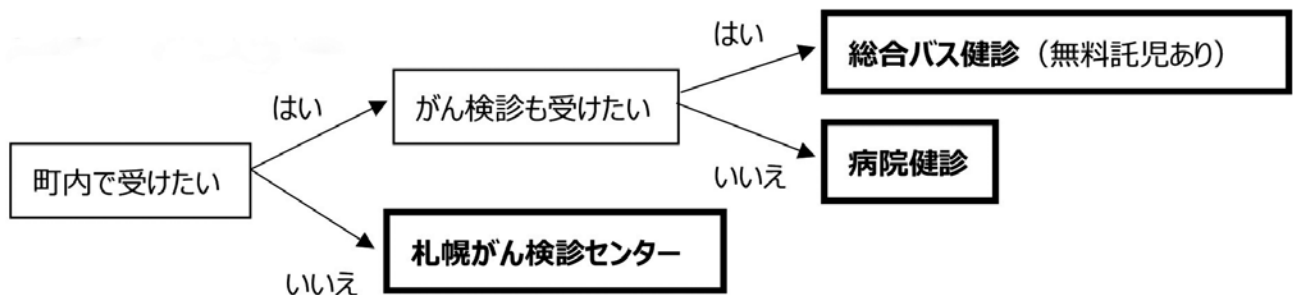 はい
総合バス健診（無料託児あり）
はい
がん検診も受けたい
町内で受けたい
いいえ
病院健診
札幌がん検診センター
いいえ